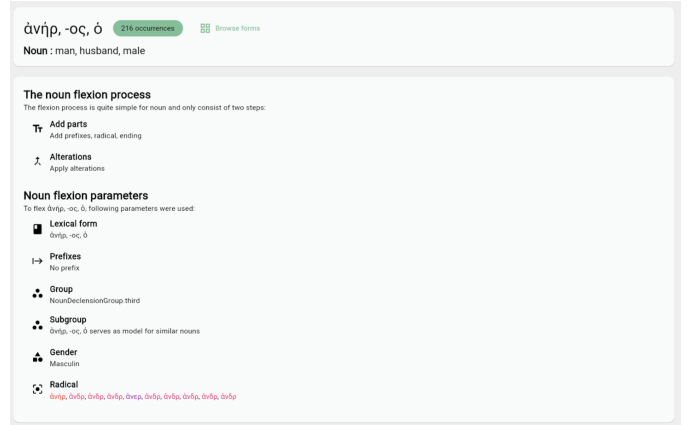 ἀνήρ, -ος, ὁ 216 occurrences Browse forms
Noun : man, husband, male
The noun flexion process
The flexion process is quite simple for noun and only consist of two steps:
Add parts
Add prefixes, radical, ending
Alterations
Apply alterations
Noun flexion parameters
To flex ἀνήρ, -ος, ὁ, following parameters were used:
Lexical form
ἀνήρ, -ος, ὁ
Prefixes
No prefix
Group
NounDeclensionGroup.third
Subgroup
ἀνήρ, -ος, ὁ serves as model for similar nouns
Gender
Masculin
Radical
ἀνήρ, ἀνδρ, ἀνδρ, ἀνδρ, ἀνερ, ἀνδρ, ἀνδρ, ἀνδρ, ἀνδρ, ἀνδρ